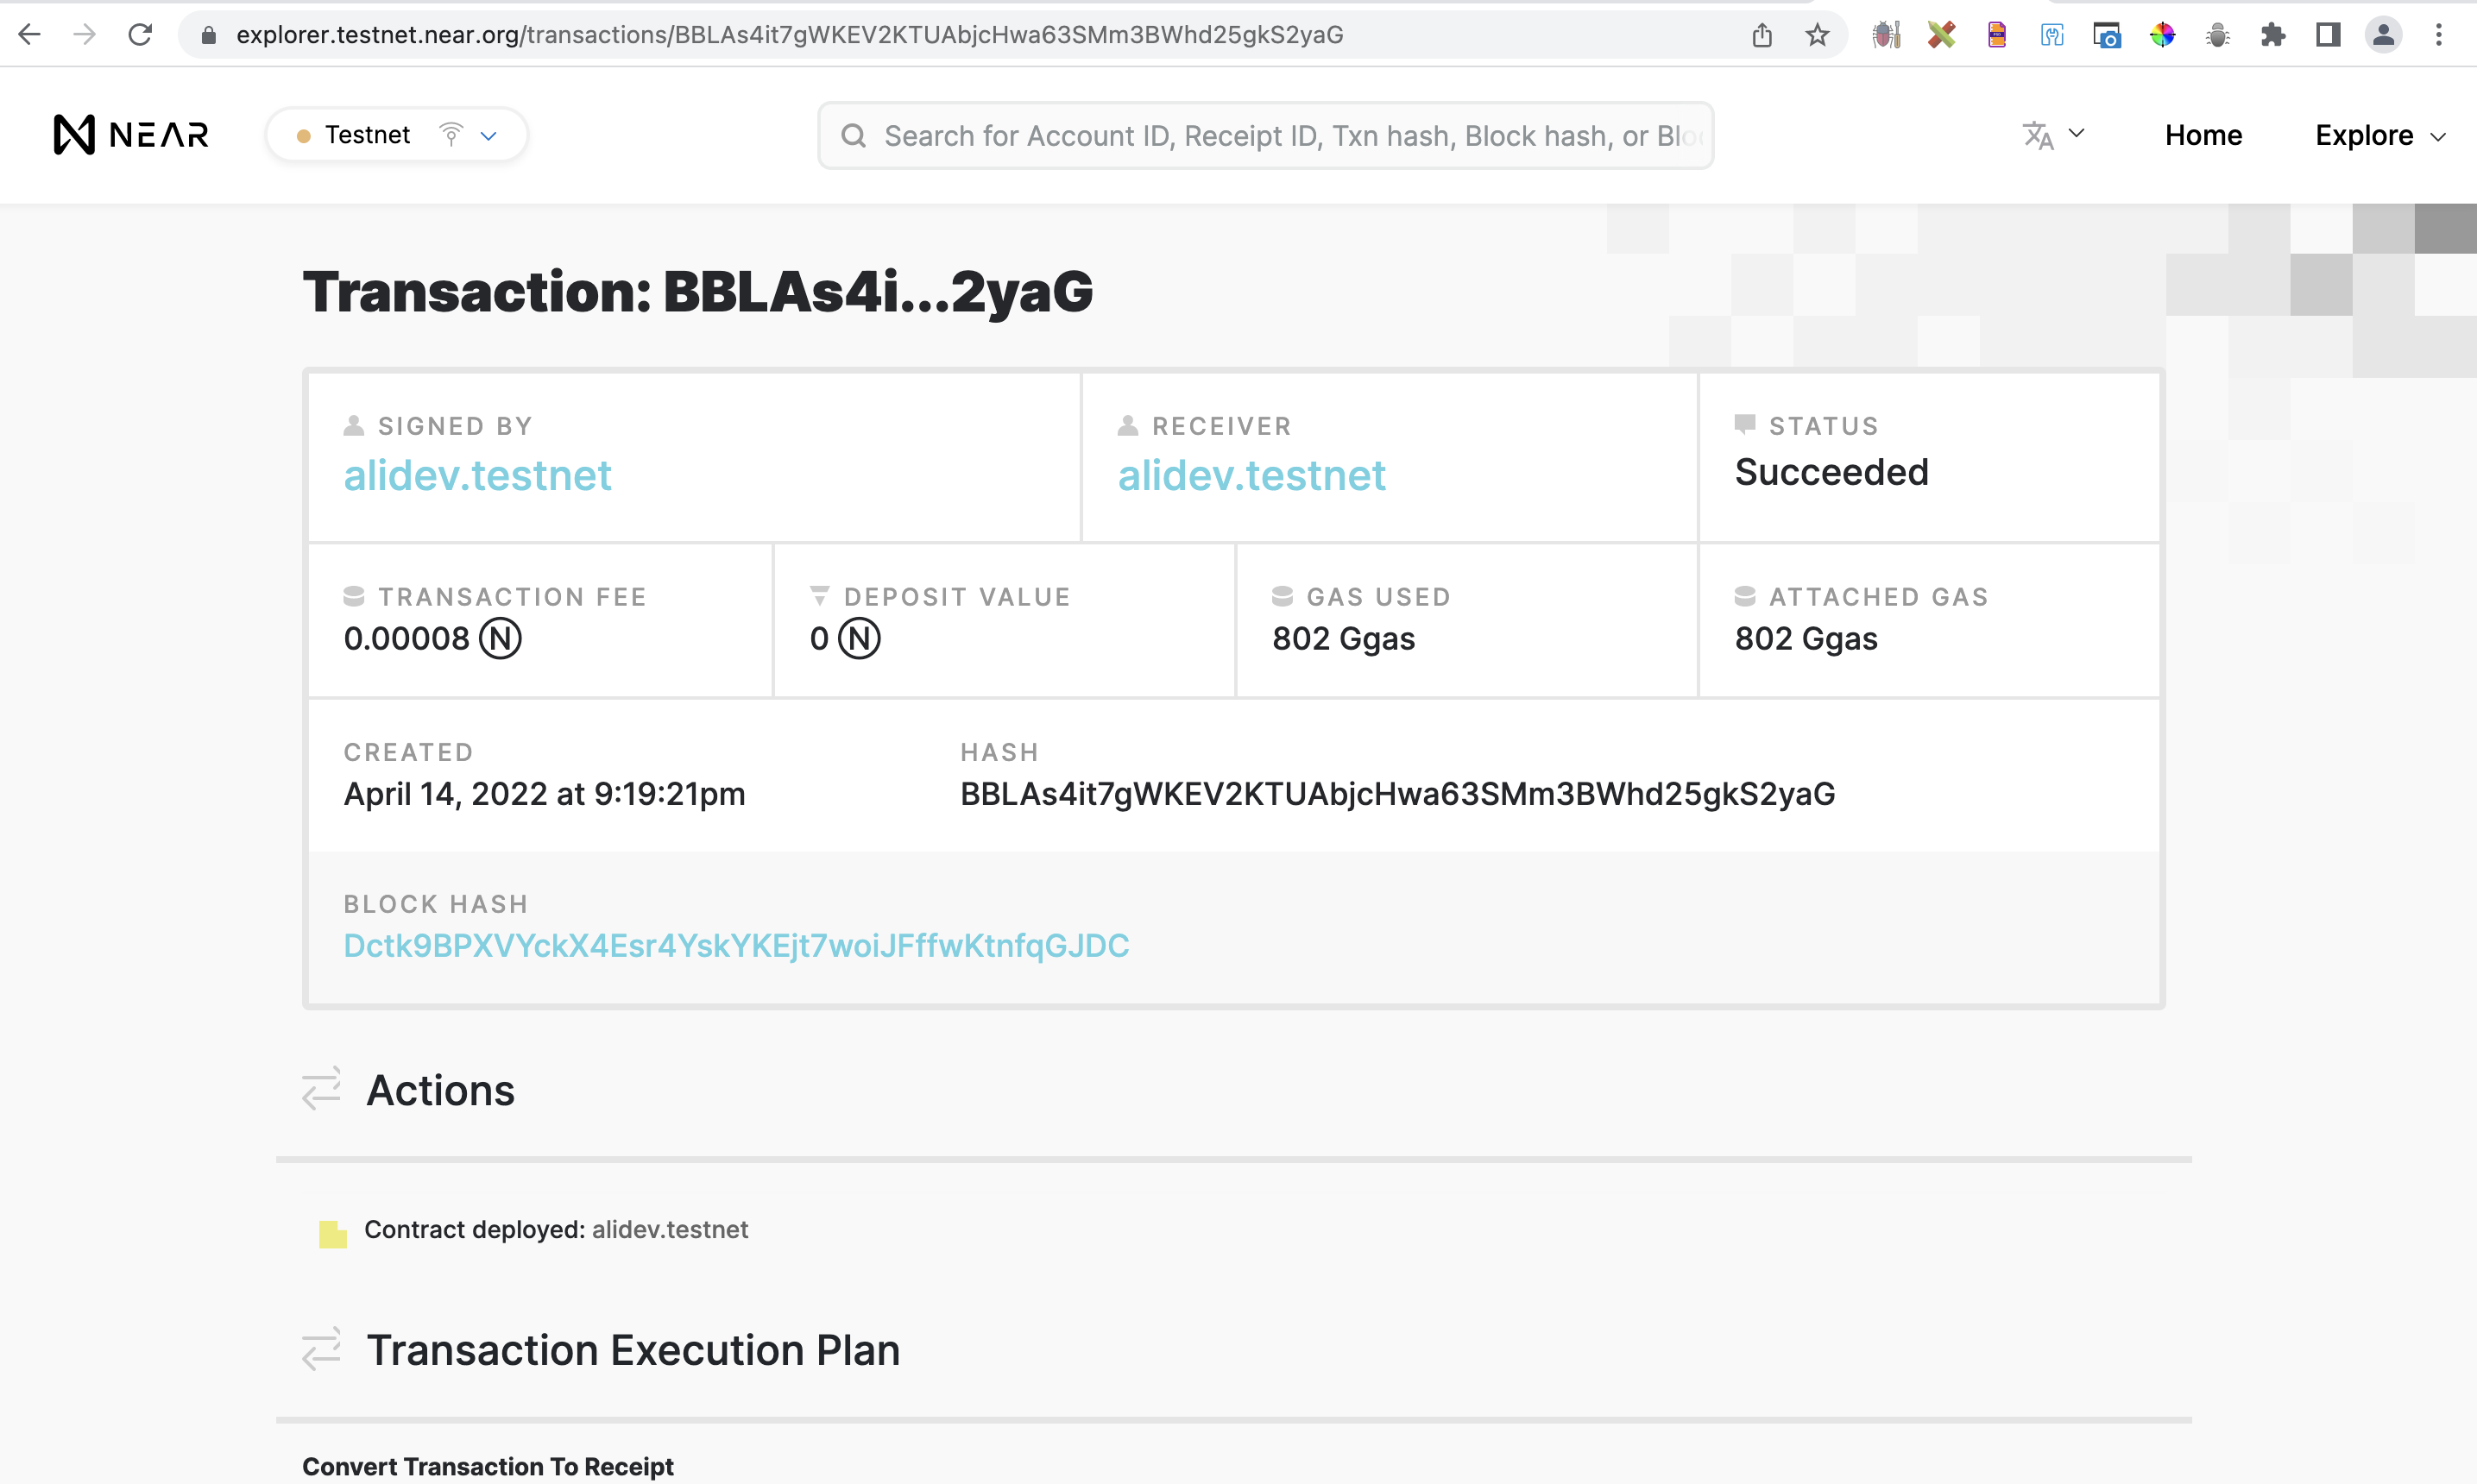 explorer.testnet.near.org/transactions/BBLAs4it7gWKEV2KTUAbjcHwa63SMm3BWhd25gkS2yaG
NEAR
Testnet
Search for Account ID, Receipt ID, Txn hash, Block hash, or Bloc
Home
Explore
Transaction: BBLAs4i...2yaG
SIGNED BY
alidev.testnet
RECEIVER
alidev.testnet
STATUS
Succeeded
TRANSACTION FEE
0.00008 N
DEPOSIT VALUE
0 N
GAS USED
802 Ggas
ATTACHED GAS
802 Ggas
CREATED
April 14, 2022 at 9:19:21pm
HASH
BBLAs4it7gWKEV2KTUAbjcHwa63SMm3BWhd25gkS2yaG
BLOCK HASH
Dctk9BPXVYckX4Esr4YskYKEjt7woiJFffwKtnfqGJDC
Actions
Contract deployed: alidev.testnet
Transaction Execution Plan
Convert Transaction To Receipt